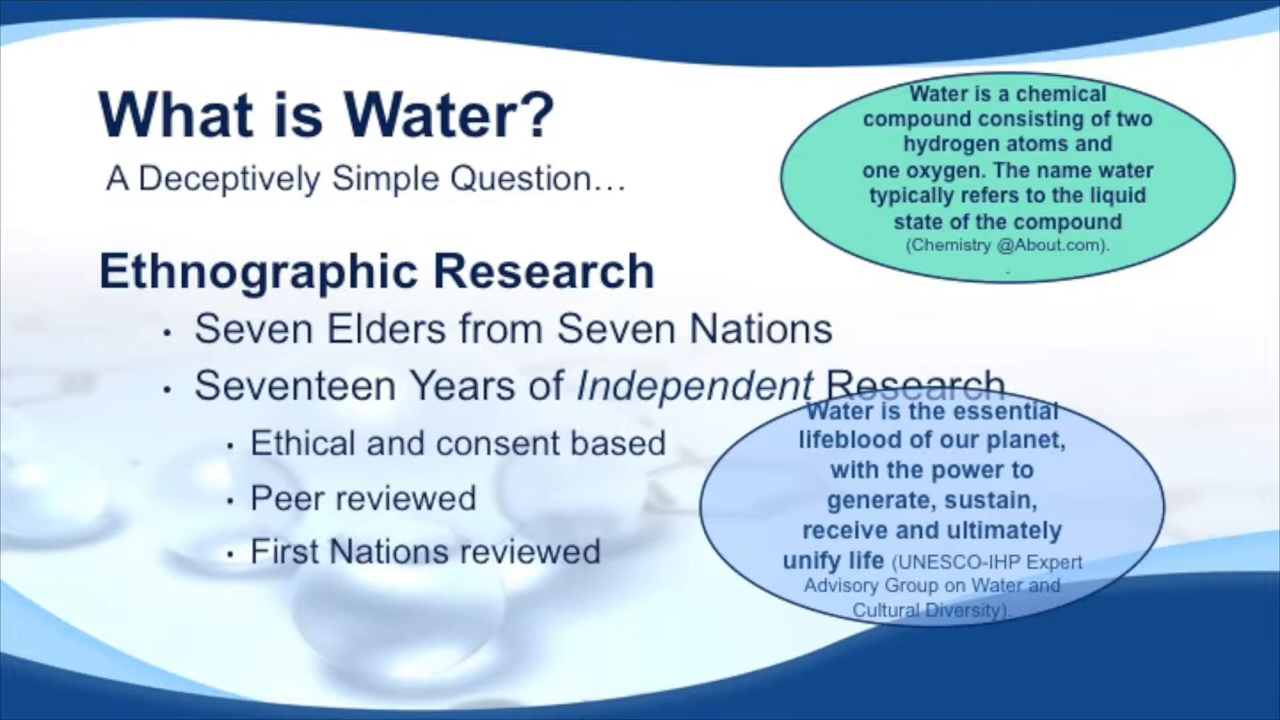 What is Water?
A Deceptively Simple Question…
Water is a chemical
compound consisting of two
hydrogen atoms and
one oxygen. The name water
typically refers to the liquid
state of the compound
(Chemistry @About.com).
.
Ethnographic Research
• Seven Elders from Seven Nations
• Seventeen Years of Independent Research
• Ethical and consent based
• Peer reviewed
• First Nations reviewed
Water is the essential
lifeblood of our planet,
with the power to
generate, sustain,
receive and ultimately
unify life (UNESCO-IHP Expert
Advisory Group on Water and
Cultural Diversity).